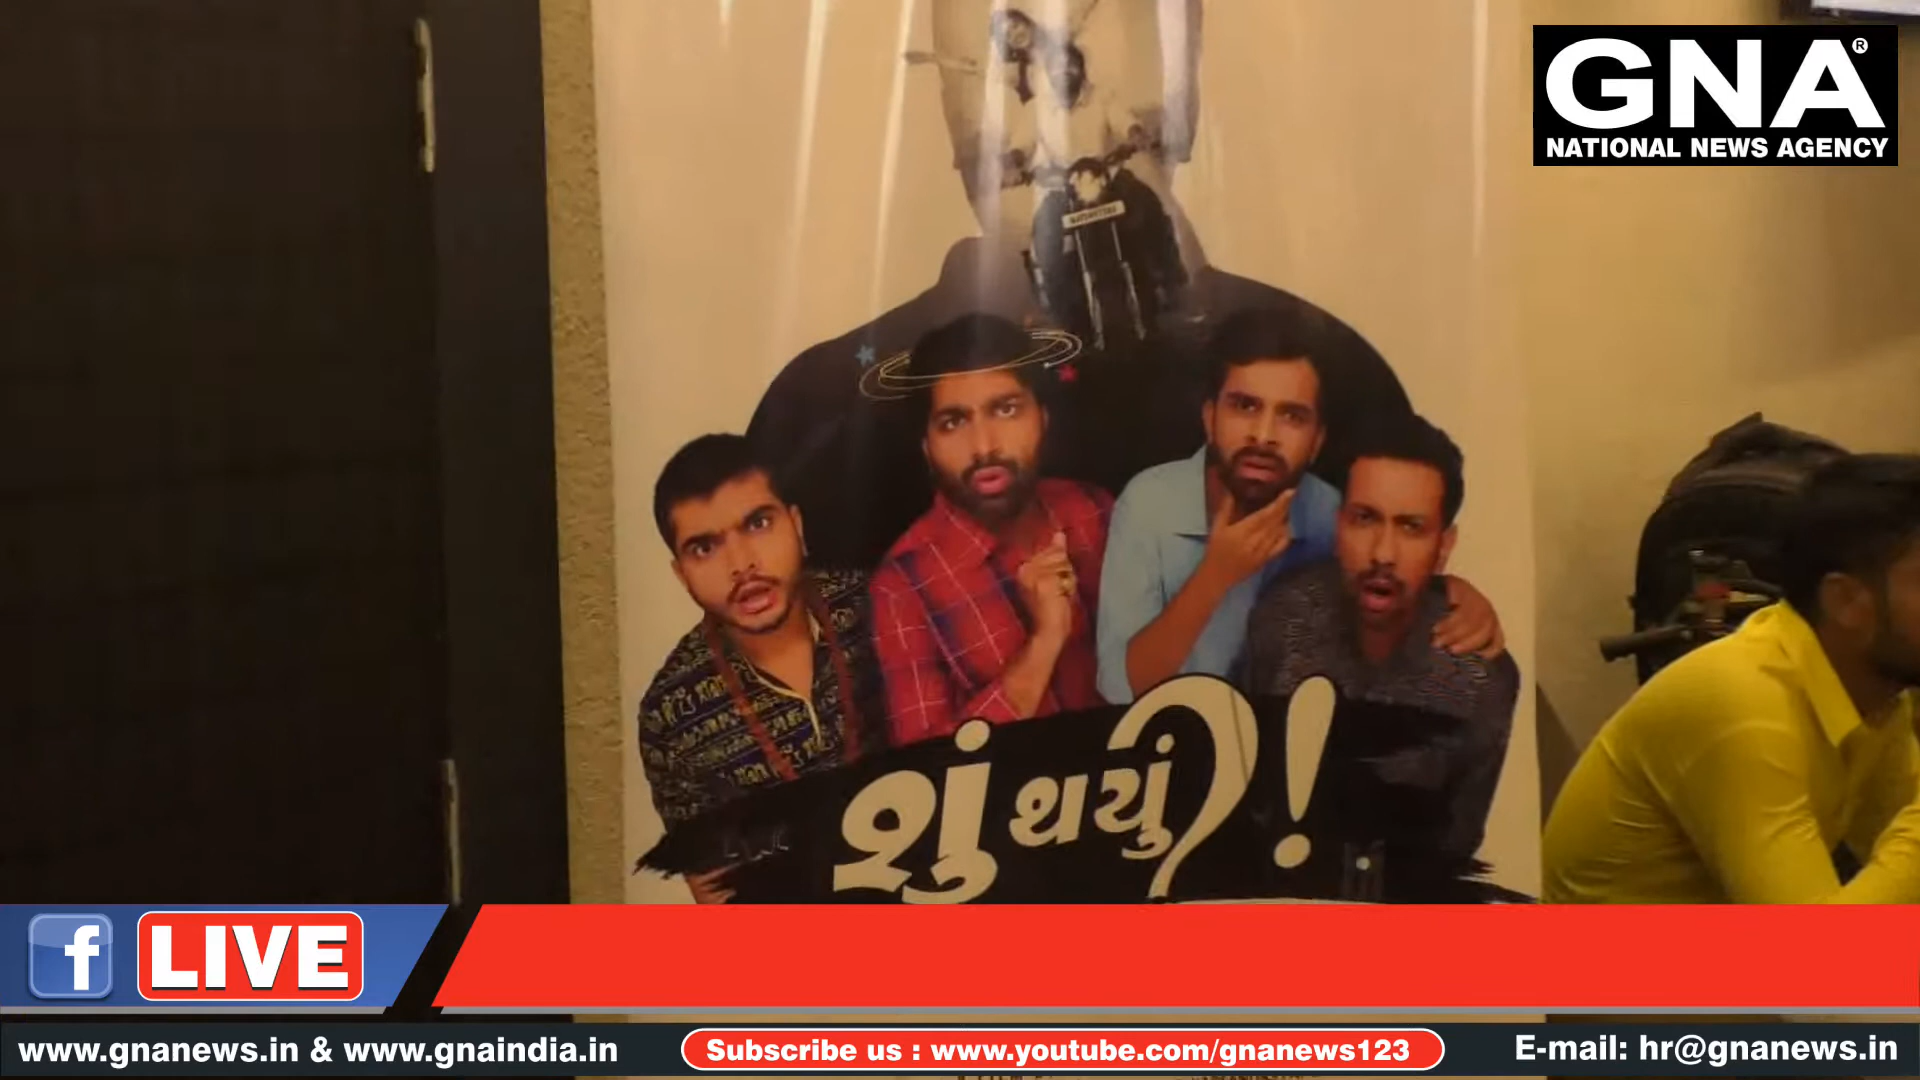 GNA®
NATIONAL NEWS AGENCY
શું થયું?!
f LIVE
www.gnanews.in & www.gnaindia.in
Subscribe us : www.youtube.com/gnanews123
E-mail: hr@gnanews.in